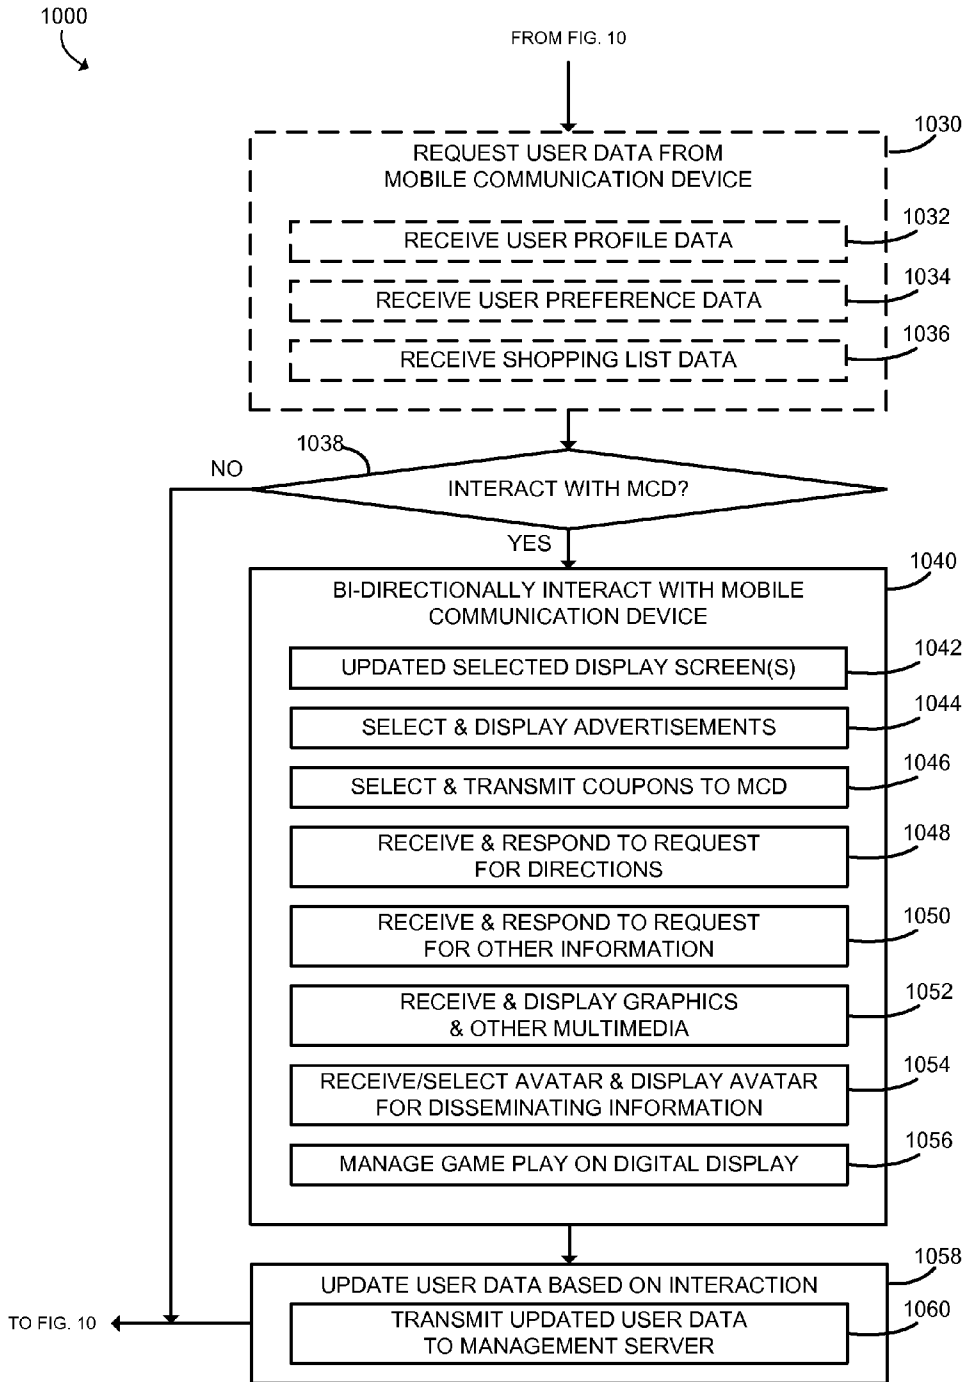 1000
FROM FIG. 10
1030
REQUEST USER DATA FROM
MOBILE COMMUNICATION DEVICE
1032
RECEIVE USER PROFILE DATA
1034
RECEIVE USER PREFERENCE DATA
1036
RECEIVE SHOPPING LIST DATA
1038
NO
INTERACT WITH MCD?
YES
1040
BI-DIRECTIONALLY INTERACT WITH MOBILE
COMMUNICATION DEVICE
1042
UPDATED SELECTED DISPLAY SCREEN(S)
1044
SELECT & DISPLAY ADVERTISEMENTS
1046
SELECT & TRANSMIT COUPONS TO MCD
1048
RECEIVE & RESPOND TO REQUEST
FOR DIRECTIONS
1050
RECEIVE & RESPOND TO REQUEST
FOR OTHER INFORMATION
1052
RECEIVE & DISPLAY GRAPHICS
& OTHER MULTIMEDIA
1054
RECEIVE/SELECT AVATAR & DISPLAY AVATAR
FOR DISSEMINATING INFORMATION
1056
MANAGE GAME PLAY ON DIGITAL DISPLAY
1058
UPDATE USER DATA BASED ON INTERACTION
1060
TRANSMIT UPDATED USER DATA
TO MANAGEMENT SERVER
TO FIG. 10